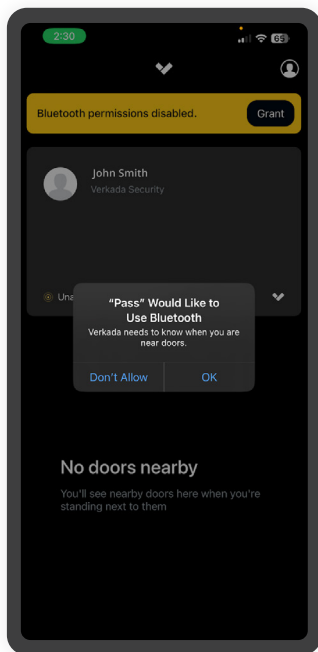 2:30
65
Bluetooth permissions disabled.
Grant
John Smith
Verkada Security
“Pass” Would Like to
Use Bluetooth
Verkada needs to know when you are
near doors.
Don't Allow
OK
No doors nearby
You'll see nearby doors here when you're
standing next to them